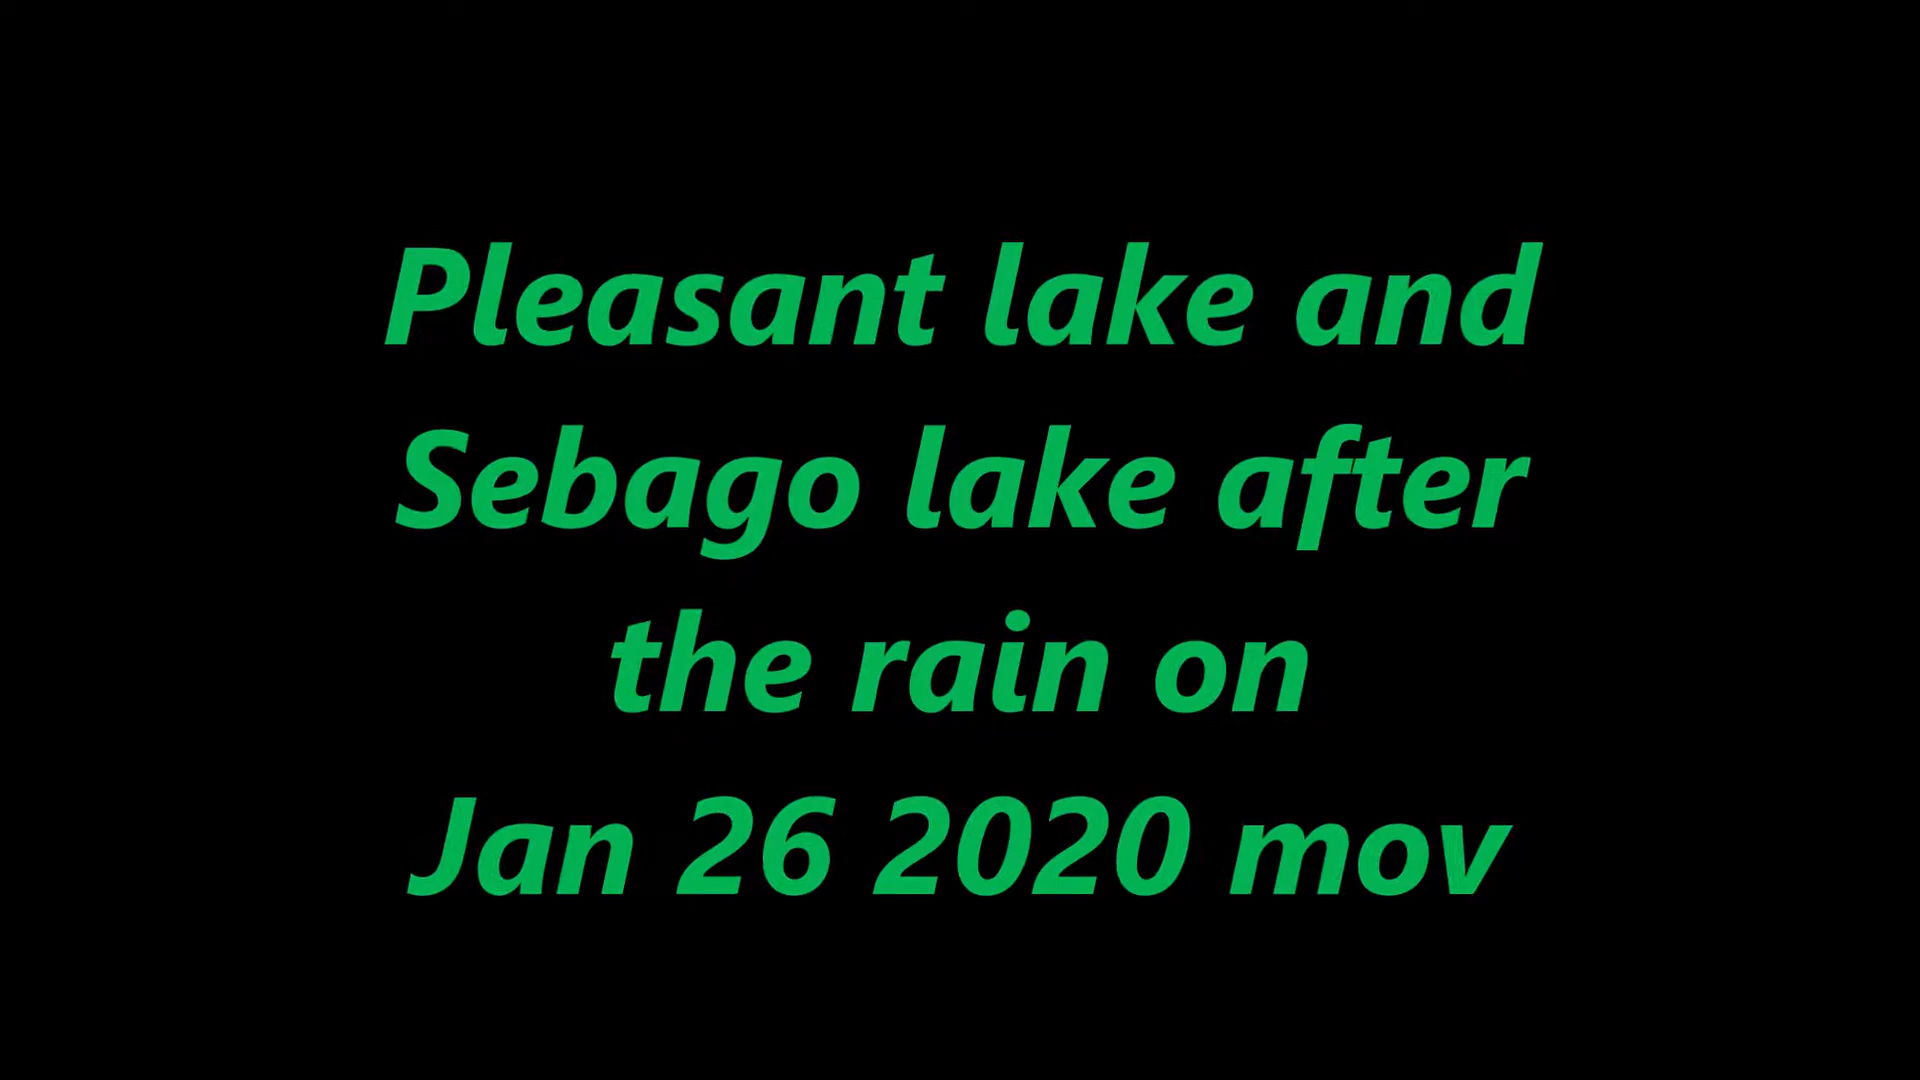 Pleasant lake and
Sebago lake after
the rain on
Jan 26 2020 mov